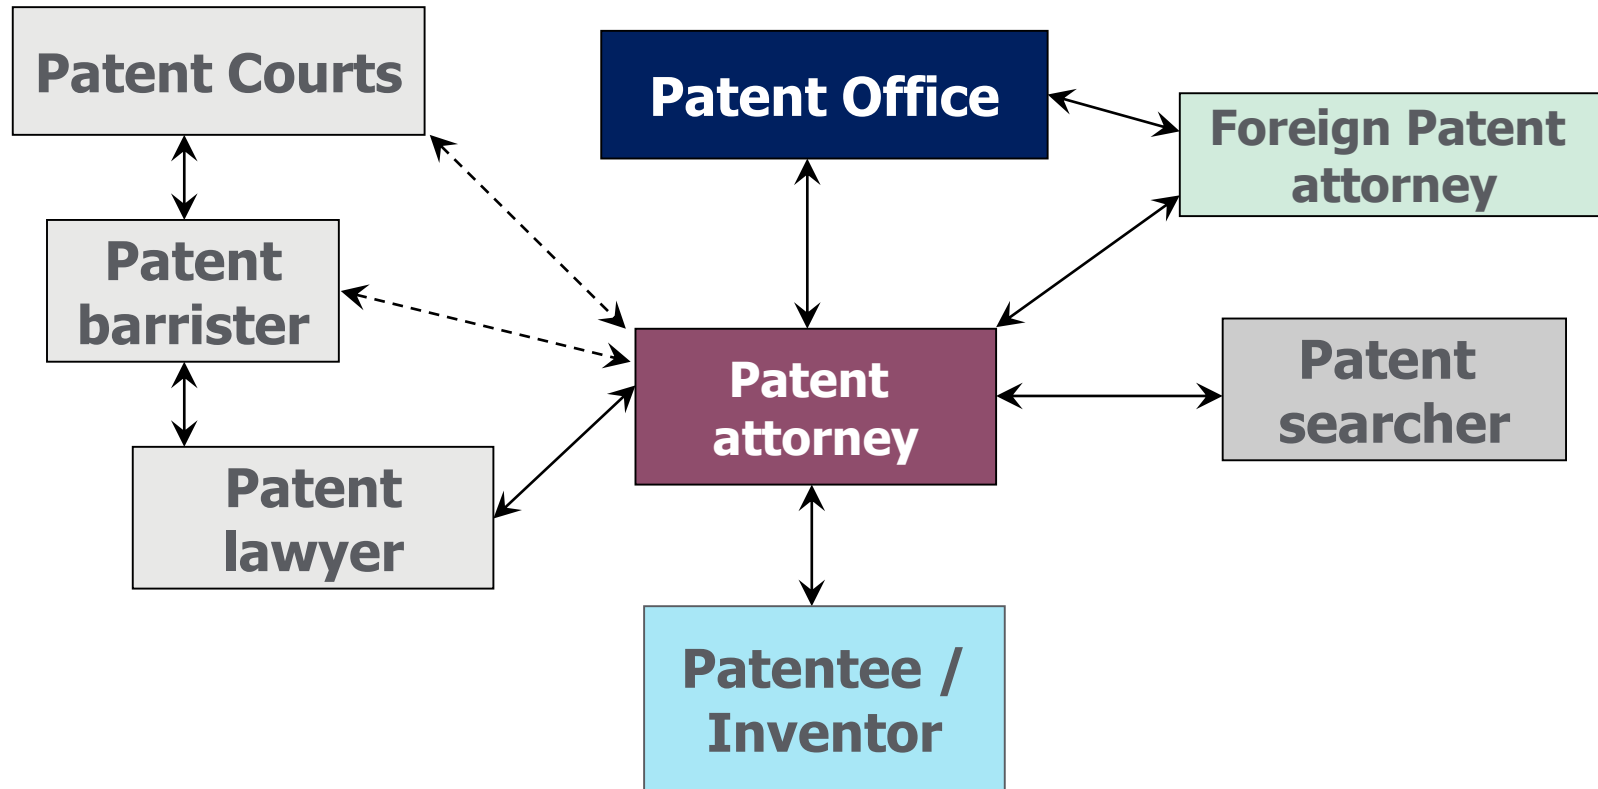 Patent Courts
Patent Office
Foreign Patent
attorney
Patent
barrister
Patent
attorney
Patent
searcher
Patent
lawyer
Patentee /
Inventor